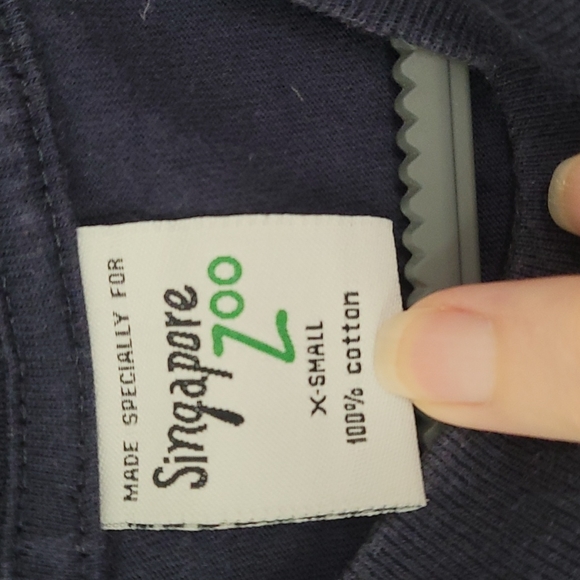 MADE SPECIALLY FOR
Singapore
Zoo
X-SMALL
100% cotton